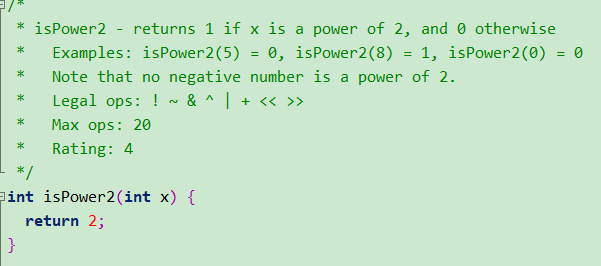 /*
 * isPower2 - returns 1 if x is a power of 2, and 0 otherwise
 *   Examples: isPower2(5) = 0, isPower2(8) = 1, isPower2(0) = 0
 *   Note that no negative number is a power of 2.
 *   Legal ops: ! ~ & ^ | + << >>
 *   Max ops: 20
 *   Rating: 4
 */
int isPower2(int x) {
  return 2;
}